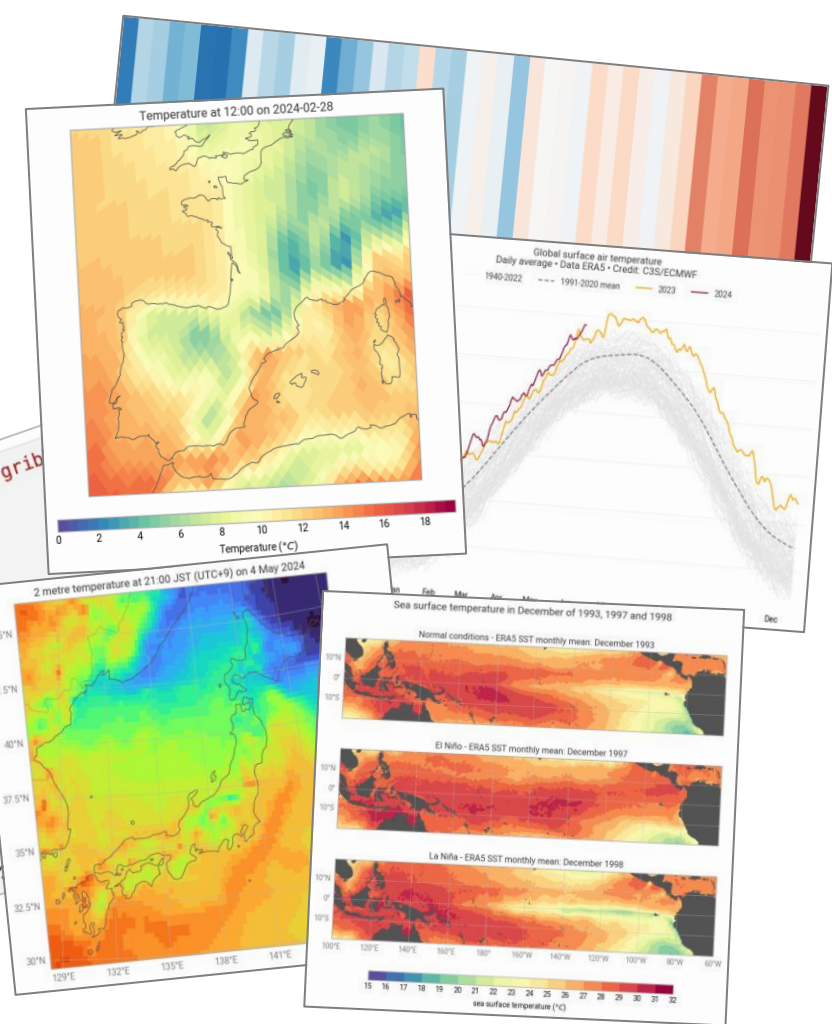 Temperature at 12:00 on 2024-02-28
0 2 4 6 8 10 12 14 16 18
Temperature (°C)
Global surface air temperature
Daily average • Data ERA5 • Credit: C3S/ECMWF
1940-2022 1991-2020 mean 2023 2024
Feb Mar Dec
grib
2 metre temperature at 21:00 JST (UTC+9) on 4 May 2024
5°N
2.5°N
40°N
37.5°N
35°N
32.5°N
30°N
129°E 132°E 135°E 138°E 141°E
Sea surface temperature in December of 1993, 1997 and 1998
Normal conditions - ERA5 SST monthly mean: December 1993
10°N
0°
10°S
El Niño - ERA5 SST monthly mean: December 1997
10°N
0°
10°S
La Niña - ERA5 SST monthly mean: December 1998
10°N
0°
10°S
100°E 120°E 140°E 160°E 180° 160°W 140°W 120°W 100°W 80°W 60°W
15 16 17 18 19 20 21 22 23 24 25 26 27 28 29 30 31 32
sea surface temperature (°C)